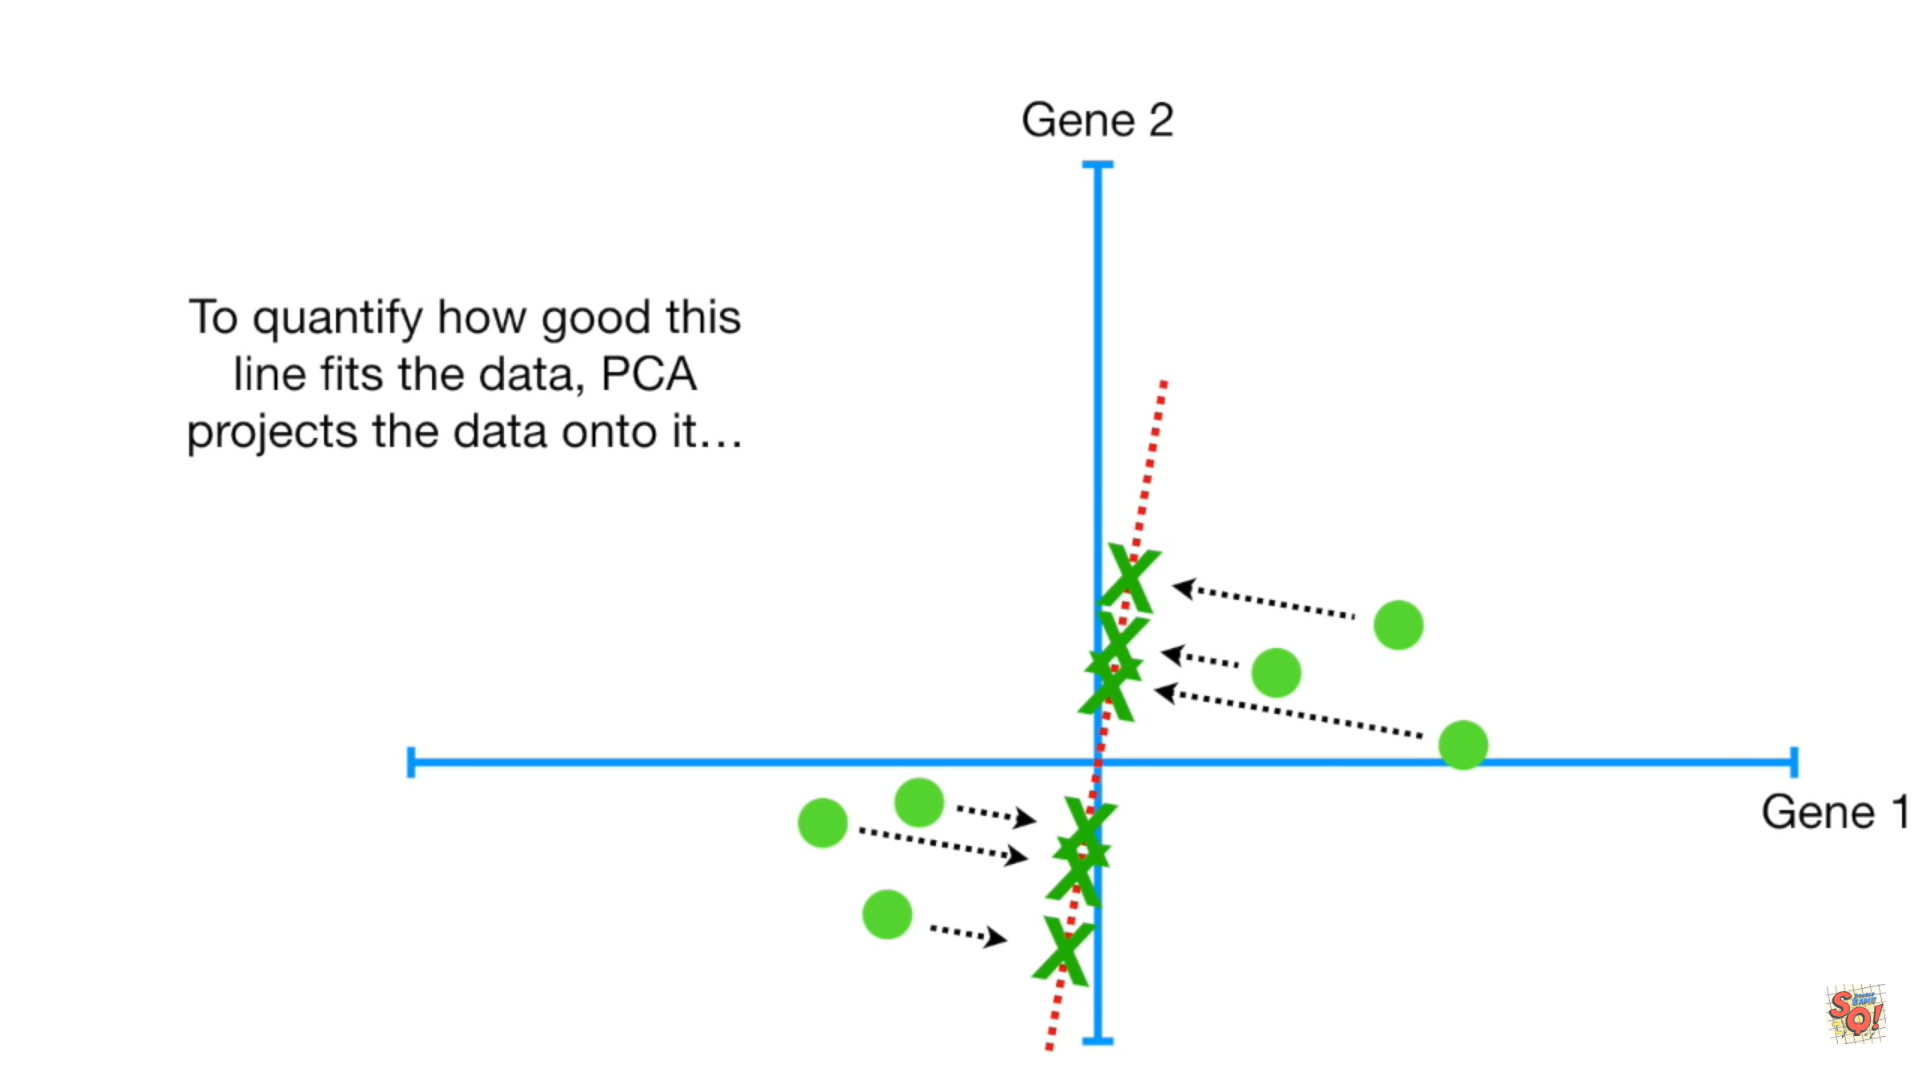 Gene 2
To quantify how good this
line fits the data, PCA
projects the data onto it…
Gene 1
SQ!